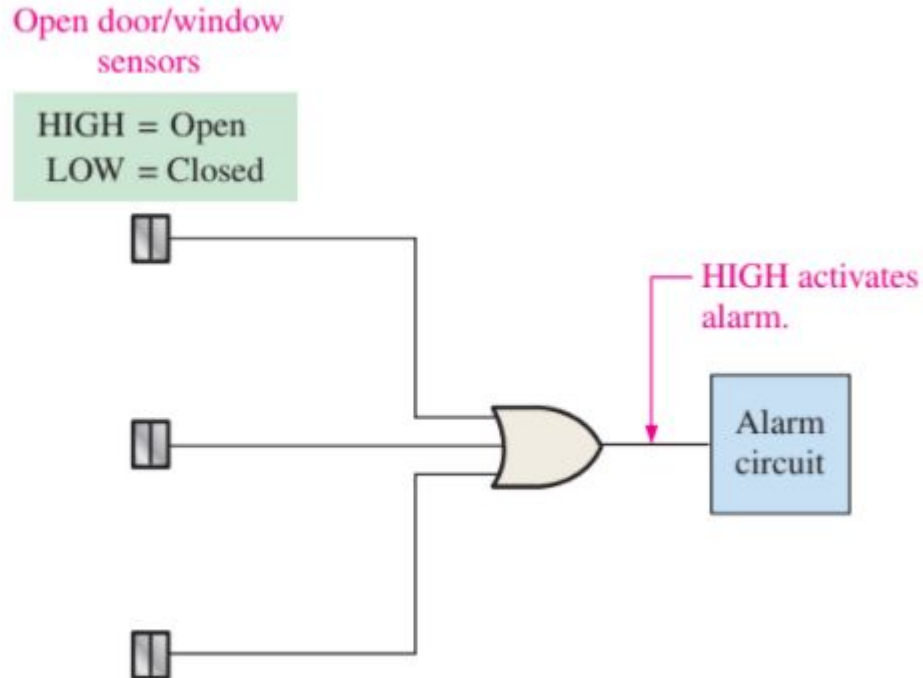 Open door/window
sensors
HIGH = Open
LOW = Closed
HIGH activates
alarm.
Alarm
circuit